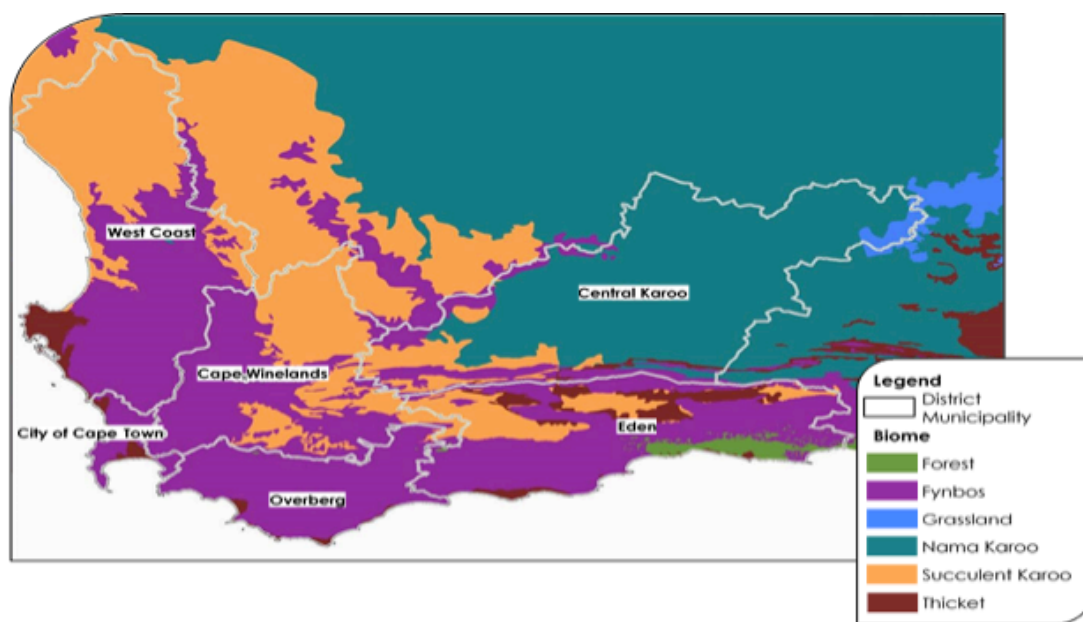 West Coast
Central Karoo
Cape Winelands
City of Cape Town
Eden
Overberg
Legend
District
Municipality
Biome
Forest
Fynbos
Grassland
Nama Karoo
Succulent Karoo
Thicket